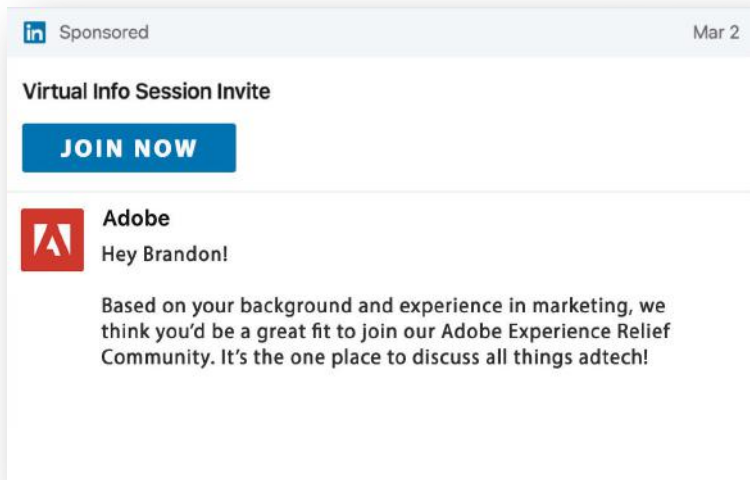 in Sponsored Mar 2
Virtual Info Session Invite
JOIN NOW
Adobe
Hey Brandon!
Based on your background and experience in marketing, we
think you'd be a great fit to join our Adobe Experience Relief
Community. It's the one place to discuss all things adtech!